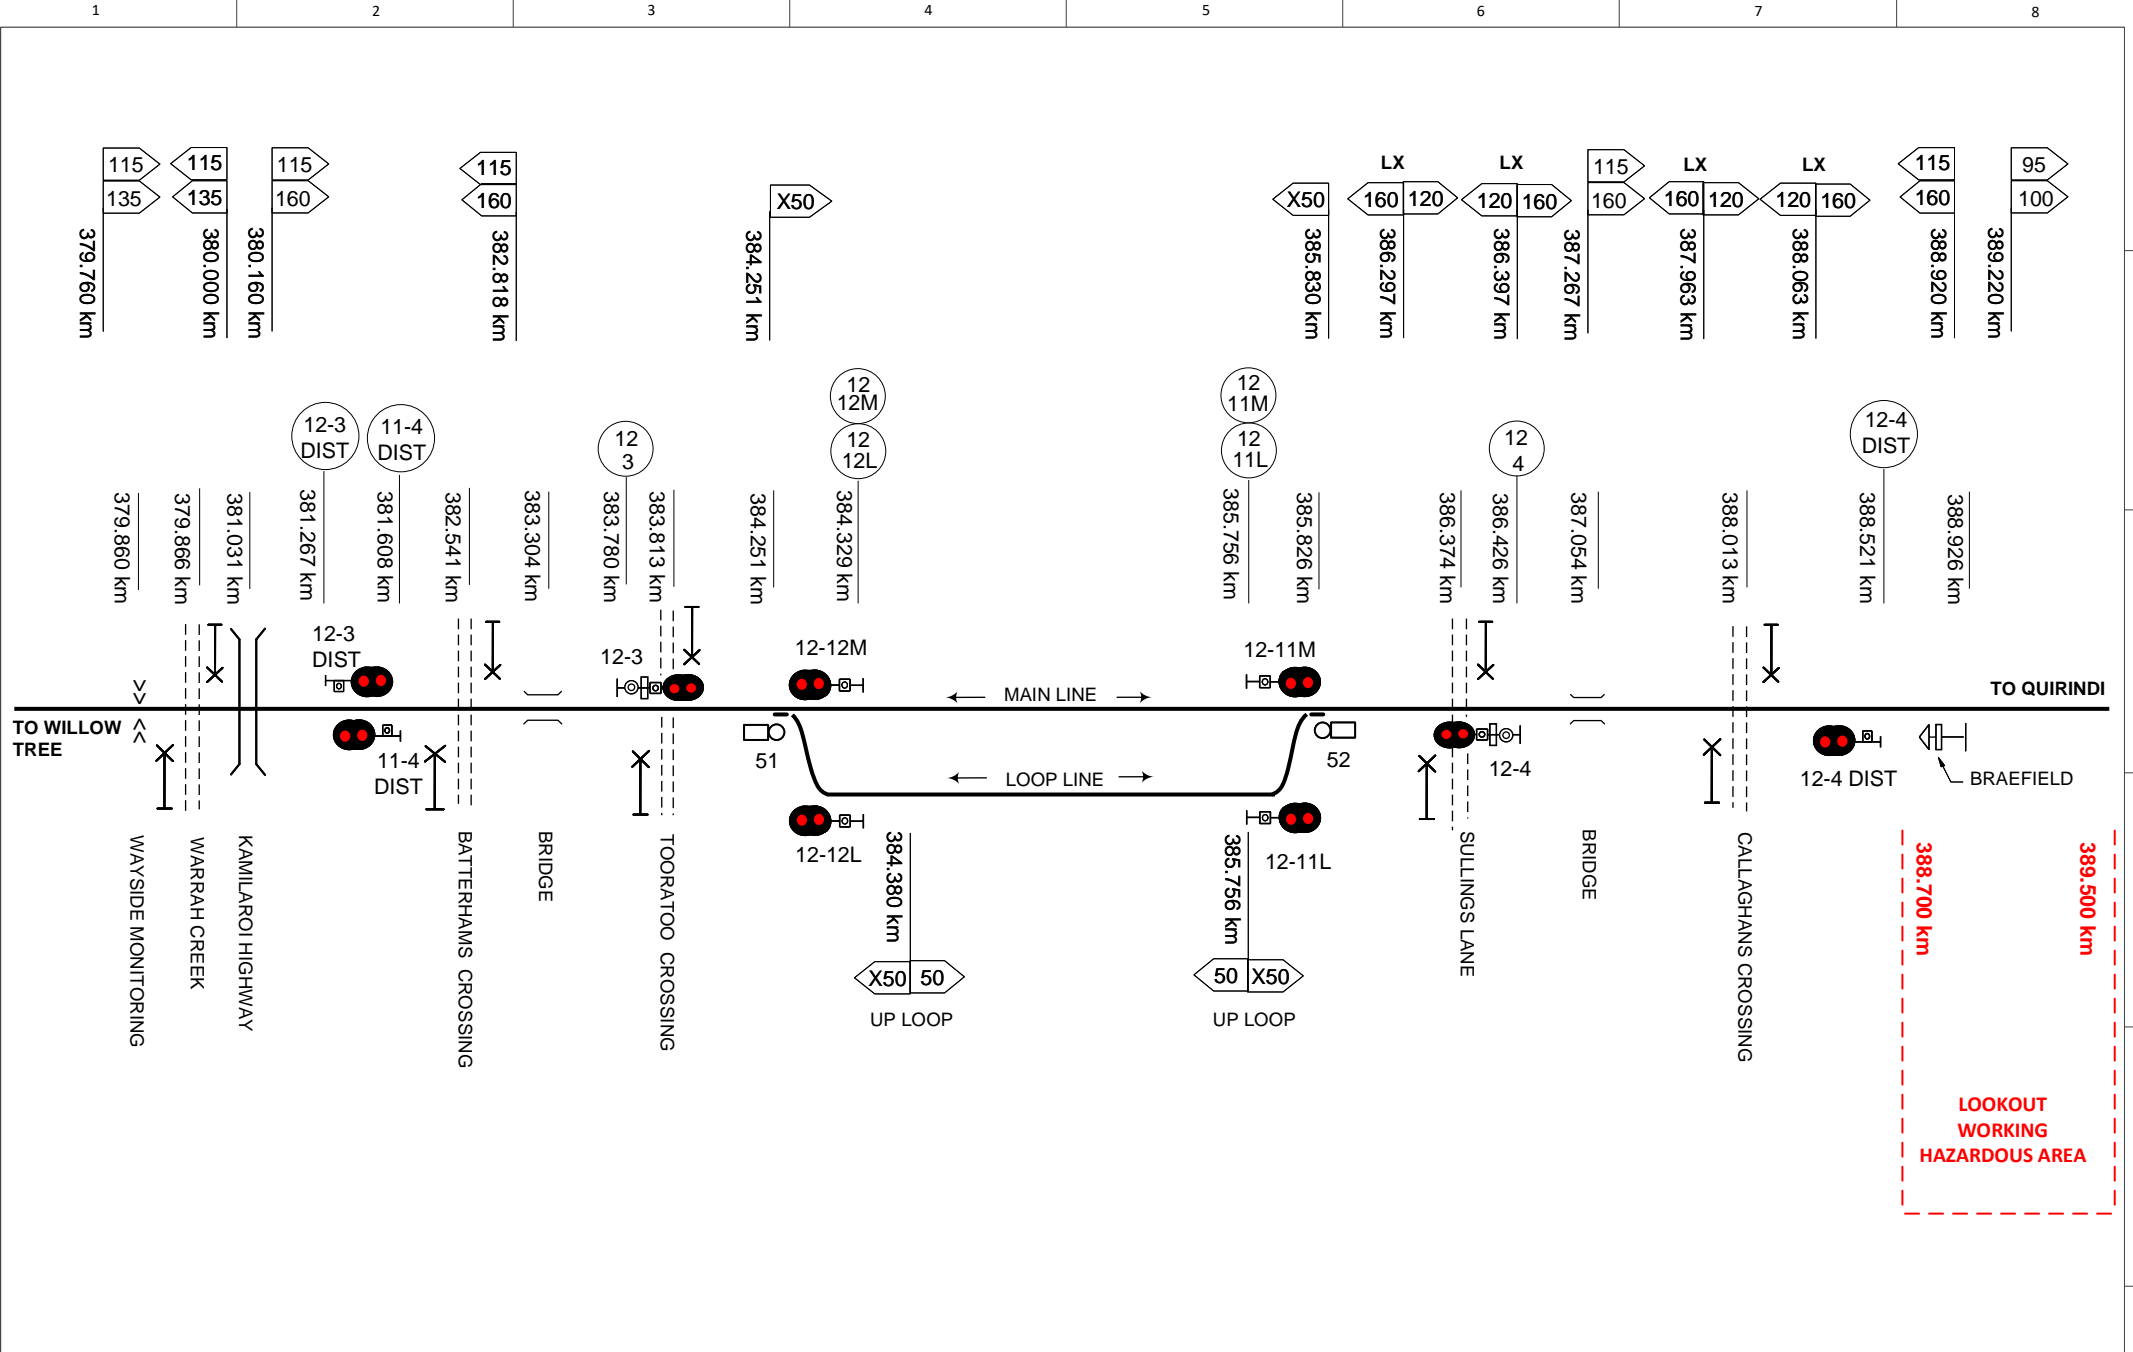 1 2 3 4 5 6 7 8
115 115 115 115 LX LX 115 LX LX 115 95
135 135 160 160 X50 X50 160 120 120 160 160 160 120 120 160 160 100
379.760 km
380.000 km
380.160 km
382.818 km
384.251 km
385.830 km
386.297 km
386.397 km
387.267 km
387.963 km
388.063 km
388.920 km
389.220 km
12-3
DIST
11-4
DIST
12
3
12
12M
12
12L
12
11M
12
11L
12
4
12-4
DIST
379.860 km
379.866 km
381.031 km
381.267 km
381.608 km
382.541 km
383.304 km
383.780 km
383.813 km
384.251 km
384.329 km
385.756 km
385.826 km
386.374 km
386.426 km
387.054 km
388.013 km
388.521 km
388.926 km
12-3
DIST
12-3
12-12M
12-11M
MAIN LINE
TO QUIRINDI
TO WILLOW
TREE
11-4
DIST
51
LOOP LINE
52
12-4
12-4 DIST
BRAEFIELD
12-12L
12-11L
WAYSIDE MONITORING
WARRAH CREEK
KAMILAROI HIGHWAY
BATTERHAMS CROSSING
BRIDGE
TOORATOO CROSSING
384.380 km
385.756 km
SULLINGS LANE
BRIDGE
CALLAGHANS CROSSING
388.700 km
389.500 km
X50 50
50 X50
UP LOOP
UP LOOP
LOOKOUT
WORKING
HAZARDOUS AREA